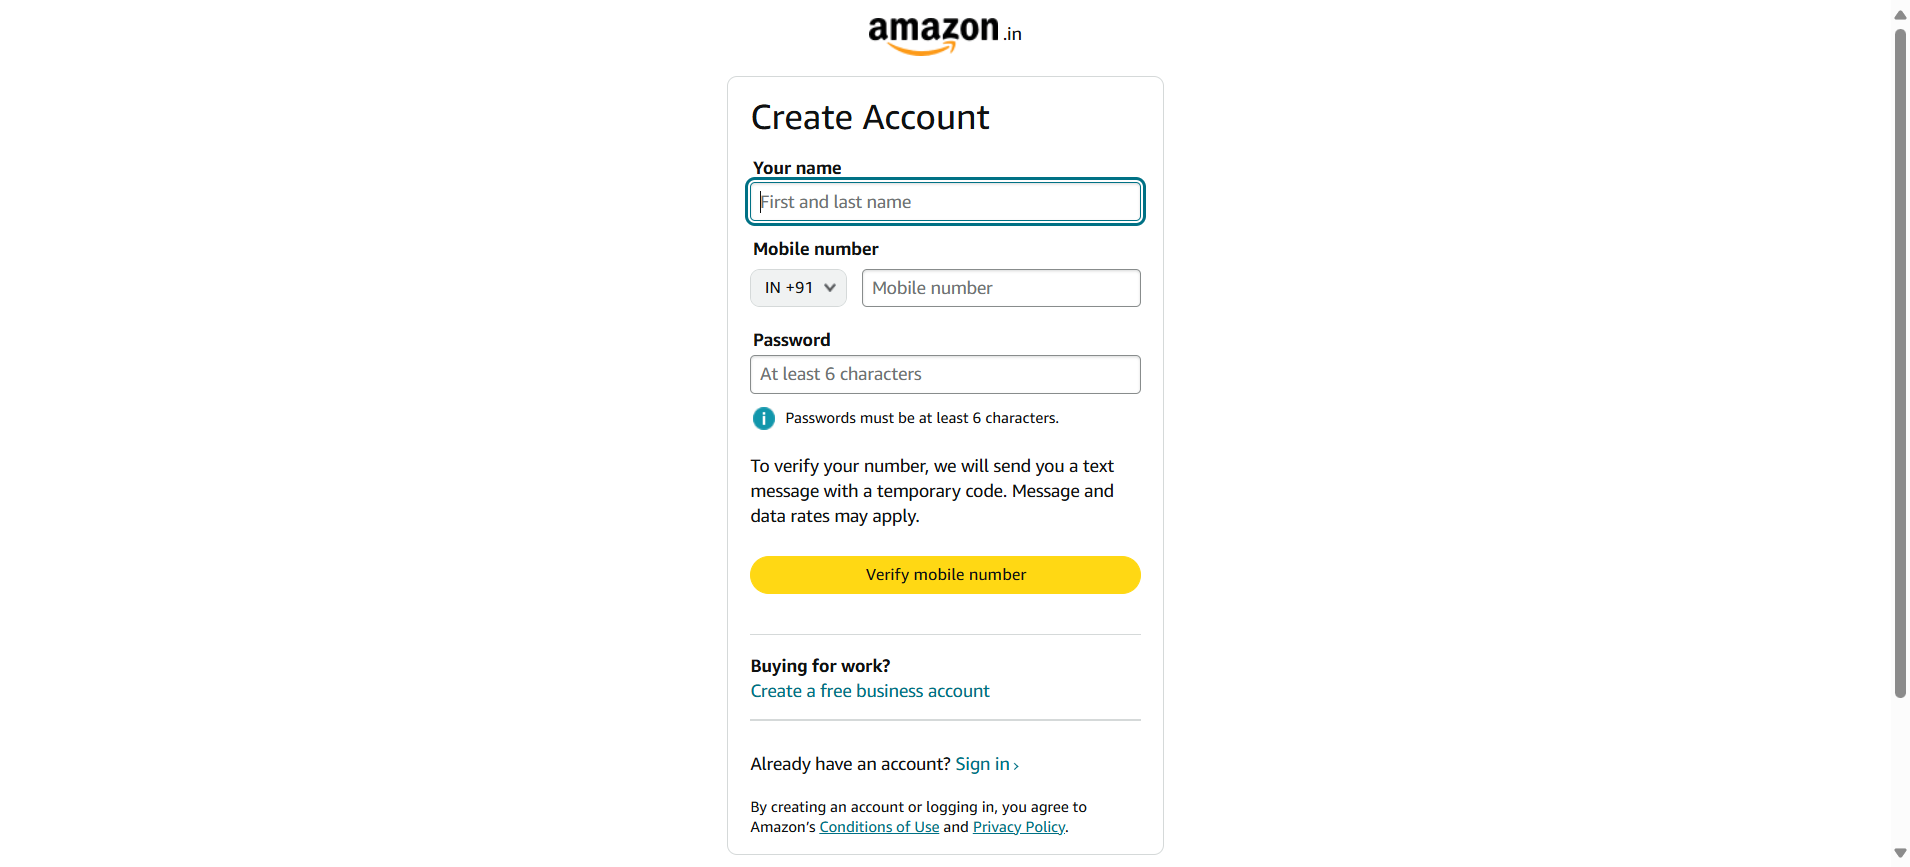 amazon.in
Create Account
Your name
First and last name
Mobile number
IN +91 Mobile number
Password
At least 6 characters
i Passwords must be at least 6 characters.
To verify your number, we will send you a text
message with a temporary code. Message and
data rates may apply.
Verify mobile number
Buying for work?
Create a free business account
Already have an account? Sign in ›
By creating an account or logging in, you agree to
Amazon’s Conditions of Use and Privacy Policy.